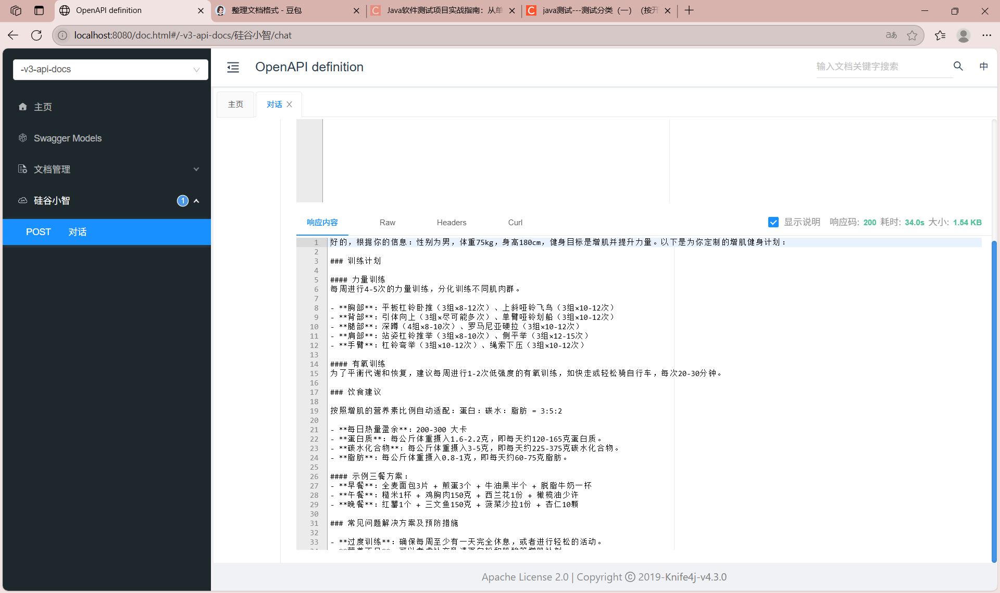 OpenAPI definition
整理文档格式 - 豆包
Java软件测试项目实战指南：从单
java测试---测试分类（一）（按开
localhost:8080/doc.html#/-v3-api-docs/硅谷小智/chat
aあ
-v3-api-docs
OpenAPI definition
输入文档关键字搜索
中
主页
Swagger Models
文档管理
硅谷小智
1
POST 对话
主页
对话
响应内容
Raw
Headers
Curl
显示说明 响应码: 200 耗时: 34.0s 大小: 1.54 KB
1 好的，根据你的信息：性别为男，体重75kg，身高180cm，健身目标是增肌并提升力量。以下是为你定制的增肌健身计划：
2
3 ### 训练计划
4
5 #### 力量训练
6 每周进行4-5次的力量训练，分化训练不同肌肉群。
7
8 - **胸部**：平板杠铃卧推（3组×8-12次）、上斜哑铃飞鸟（3组×10-12次）
9 - **背部**：引体向上（3组×尽可能多次）、单臂哑铃划船（3组×10-12次）
10 - **腿部**：深蹲（4组×8-10次）、罗马尼亚硬拉（3组×10-12次）
11 - **肩部**：站姿杠铃推举（3组×8-10次）、侧平举（3组×12-15次）
12 - **手臂**：杠铃弯举（3组×10-12次）、绳索下压（3组×10-12次）
13
14 #### 有氧训练
15 为了平衡代谢和恢复，建议每周进行1-2次低强度的有氧训练，如快走或轻松骑自行车，每次20-30分钟。
16
17 ### 饮食建议
18
19 按照增肌的营养素比例自动适配：蛋白：碳水：脂肪 = 3:5:2
20
21 - **每日热量盈余**：200-300 大卡
22 - **蛋白质**：每公斤体重摄入1.6-2.2克，即每天约120-165克蛋白质。
23 - **碳水化合物**：每公斤体重摄入3-5克，即每天约225-375克碳水化合物。
24 - **脂肪**：每公斤体重摄入0.8-1克，即每天约60-75克脂肪。
25
26 #### 示例三餐方案：
27 - **早餐**：全麦面包3片 + 煎蛋3个 + 牛油果半个 + 脱脂牛奶一杯
28 - **午餐**：糙米1杯 + 鸡胸肉150克 + 西兰花1份 + 橄榄油少许
29 - **晚餐**：红薯1个 + 三文鱼150克 + 菠菜沙拉1份 + 杏仁10颗
30
31 ### 常见问题解决方案及预防措施
32
33 - **过度训练**：确保每周至少有一天完全休息，或者进行轻松的活动。
Apache License 2.0 | Copyright © 2019-Knife4j-v4.3.0